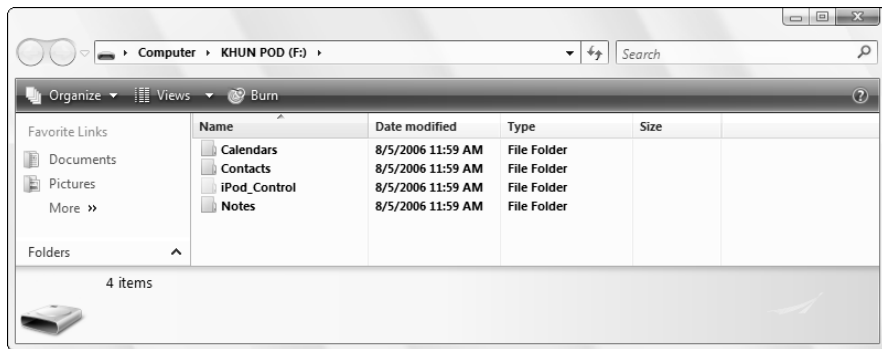 Computer › KHUN POD (F:) ›
Search
Organize Views Burn
Favorite Links
Documents
Pictures
More »
Folders
Name Date modified Type Size
Calendars 8/5/2006 11:59 AM File Folder
Contacts 8/5/2006 11:59 AM File Folder
iPod_Control 8/5/2006 11:59 AM File Folder
Notes 8/5/2006 11:59 AM File Folder
4 items